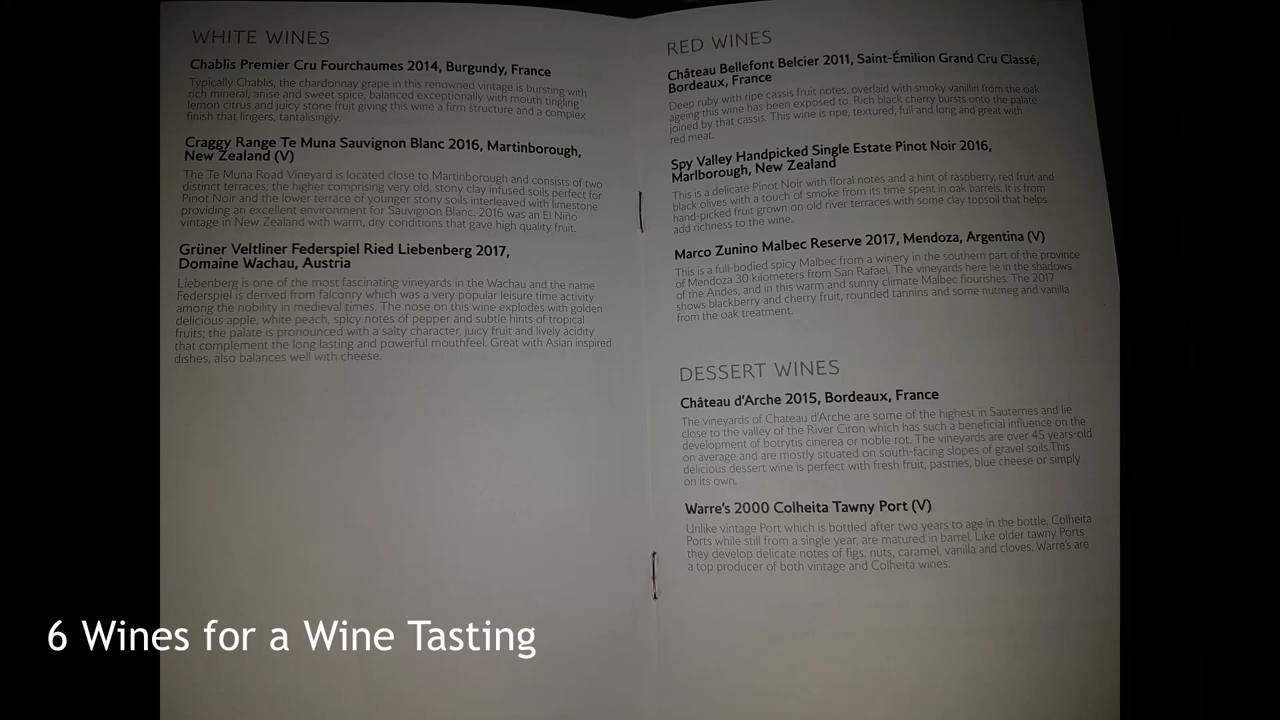 WHITE WINES
Chablis Premier Cru Fourchaumes 2014, Burgundy, France
Typically Chablis, the chardonnay grape in this renowned vintage is bursting with
rich mineral, anise and sweet spice, balanced exceptionally with mouth tingling
lemon citrus and juicy stone fruit giving this wine a firm structure and a complex
finish that lingers, tantalisingly.
Craggy Range Te Muna Sauvignon Blanc 2016, Martinborough,
New Zealand (V)
The Te Muna Road Vineyard is located close to Martinborough and consists of two
distinct terraces; the higher comprising very old, stony clay infused soils perfect for
Pinot Noir and the lower terrace of younger stony soils interleaved with limestone
providing an excellent environment for Sauvignon Blanc. 2016 was an El Niño
vintage in New Zealand with warm, dry conditions that gave high quality fruit.
Grüner Veltliner Federspiel Ried Liebenberg 2017,
Domaine Wachau, Austria
Liebenberg is one of the most fascinating vineyards in the Wachau and the name
Federspiel is derived from falconry which was a very popular leisure time activity
among the nobility in medieval times. The nose on this wine explodes with golden
delicious apple, white peach, spicy notes of pepper and subtle hints of tropical
fruits; the palate is pronounced with a salty character, juicy fruit and lively acidity
that complement the long lasting and powerful mouthfeel. Great with Asian inspired
dishes, also balances well with cheese.
RED WINES
Château Bellefont Belcier 2011, Saint-Émilion Grand Cru Classé,
Bordeaux, France
Deep ruby with ripe cassis fruit notes, overlaid with smoky vanillin from the oak
ageing this wine has been exposed to. Rich black cherry bursts onto the palate
joined by that cassis. This wine is ripe, textured, full and long and great with
red meat.
Spy Valley Handpicked Single Estate Pinot Noir 2016,
Marlborough, New Zealand
This is a delicate Pinot Noir with floral notes and a hint of raspberry, red fruit and
black olives with a touch of smoke from its time spent in oak barrels. It is from
hand-picked fruit grown on old river terraces with some clay topsoil that helps
add richness to the wine.
Marco Zunino Malbec Reserve 2017, Mendoza, Argentina (V)
This is a full-bodied spicy Malbec from a winery in the southern part of the province
of Mendoza 30 kilometers from San Rafael. The vineyards here lie in the shadows
of the Andes, and in this warm and sunny climate Malbec flourishes. The 2017
shows blackberry and cherry fruit, rounded tannins and some nutmeg and vanilla
from the oak treatment.
DESSERT WINES
Château d'Arche 2015, Bordeaux, France
The vineyards of Chateau d'Arche are some of the highest in Sauternes and lie
close to the valley of the River Ciron which has such a beneficial influence on the
development of botrytis cinerea or noble rot. The vineyards are over 45 years-old
on average and are mostly situated on south-facing slopes of gravel soils.This
delicious dessert wine is perfect with fresh fruit, pastries, blue cheese or simply
on its own.
Warre's 2000 Colheita Tawny Port (V)
Unlike vintage Port which is bottled after two years to age in the bottle, Colheita
Ports while still from a single year, are matured in barrel. Like older tawny Ports
they develop delicate notes of figs, nuts, caramel, vanilla and cloves. Warre's are
a top producer of both vintage and Colheita wines.
6 Wines for a Wine Tasting